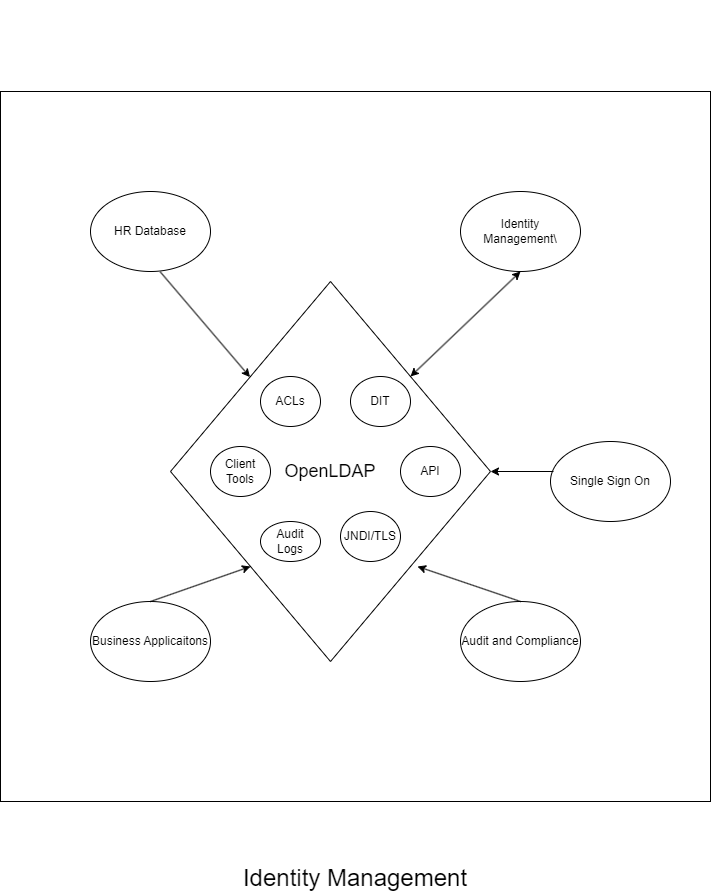 HR Database
Identity
Management\
ACLs
DIT
Client
Tools
OpenLDAP
API
Single Sign On
Audit
Logs
JNDI/TLS
Business Applicaitons
Audit and Compliance
Identity Management